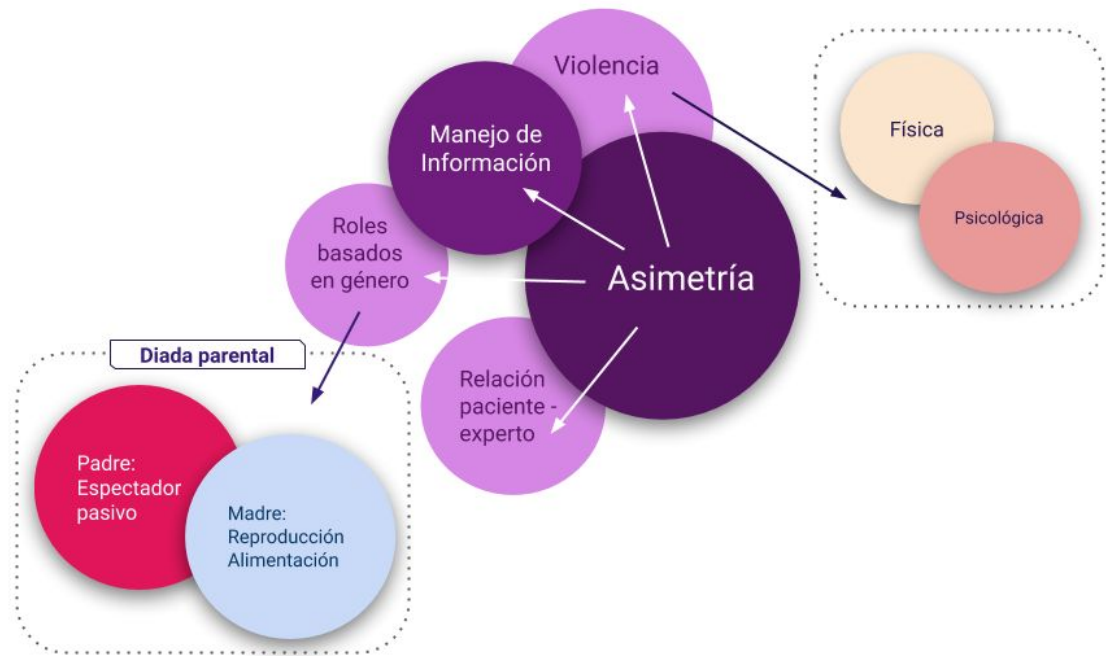 Violencia
Manejo de
Información
Física
Psicológica
Roles
basados
en género
Asimetría
Diada parental
Relación
paciente -
experto
Padre:
Espectador
pasivo
Madre:
Reproducción
Alimentación